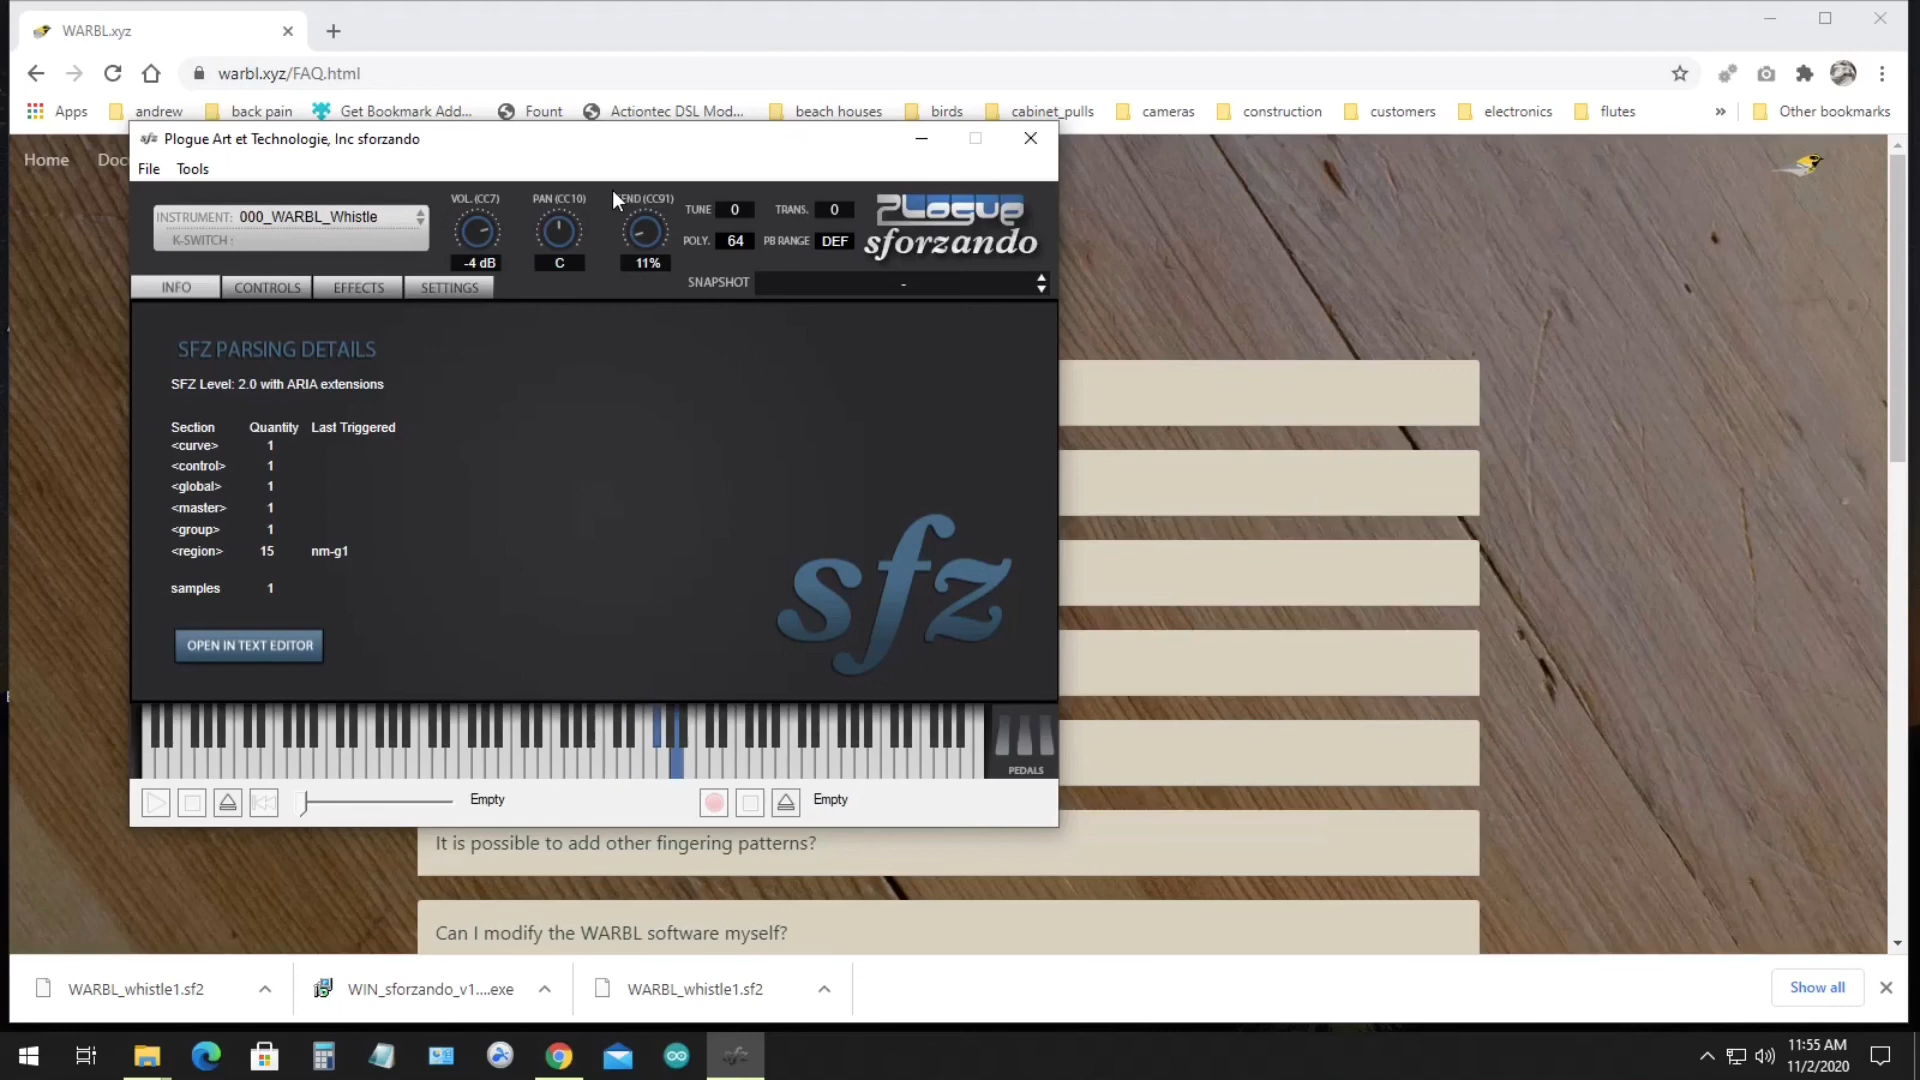 WARBL.xyz
warbl.xyz/FAQ.html
Apps andrew back pain Get Bookmark Add... Fount Actiontec DSL Mod... beach houses birds cabinet_pulls cameras construction customers electronics flutes » Other bookmarks
Home
sfz Plogue Art et Technologie, Inc sforzando
File Tools
INSTRUMENT: 000_WARBL_Whistle
K-SWITCH :
VOL. (CC7) PAN (CC10) END (CC91)
-4 dB C 11%
TUNE 0 TRANS. 0
POLY. 64 PB RANGE DEF
PLOGUE
sforzando
INFO CONTROLS EFFECTS SETTINGS
SNAPSHOT -
SFZ PARSING DETAILS
SFZ Level: 2.0 with ARIA extensions
Section Quantity Last Triggered
<curve> 1
<control> 1
<global> 1
<master> 1
<group> 1
<region> 15 nm-g1
samples 1
sfz
OPEN IN TEXT EDITOR
PEDALS
Empty Empty
It is possible to add other fingering patterns?
Can I modify the WARBL software myself?
WARBL_whistle1.sf2 WIN_sforzando_v1....exe WARBL_whistle1.sf2 Show all
sfz
11:55 AM
11/2/2020